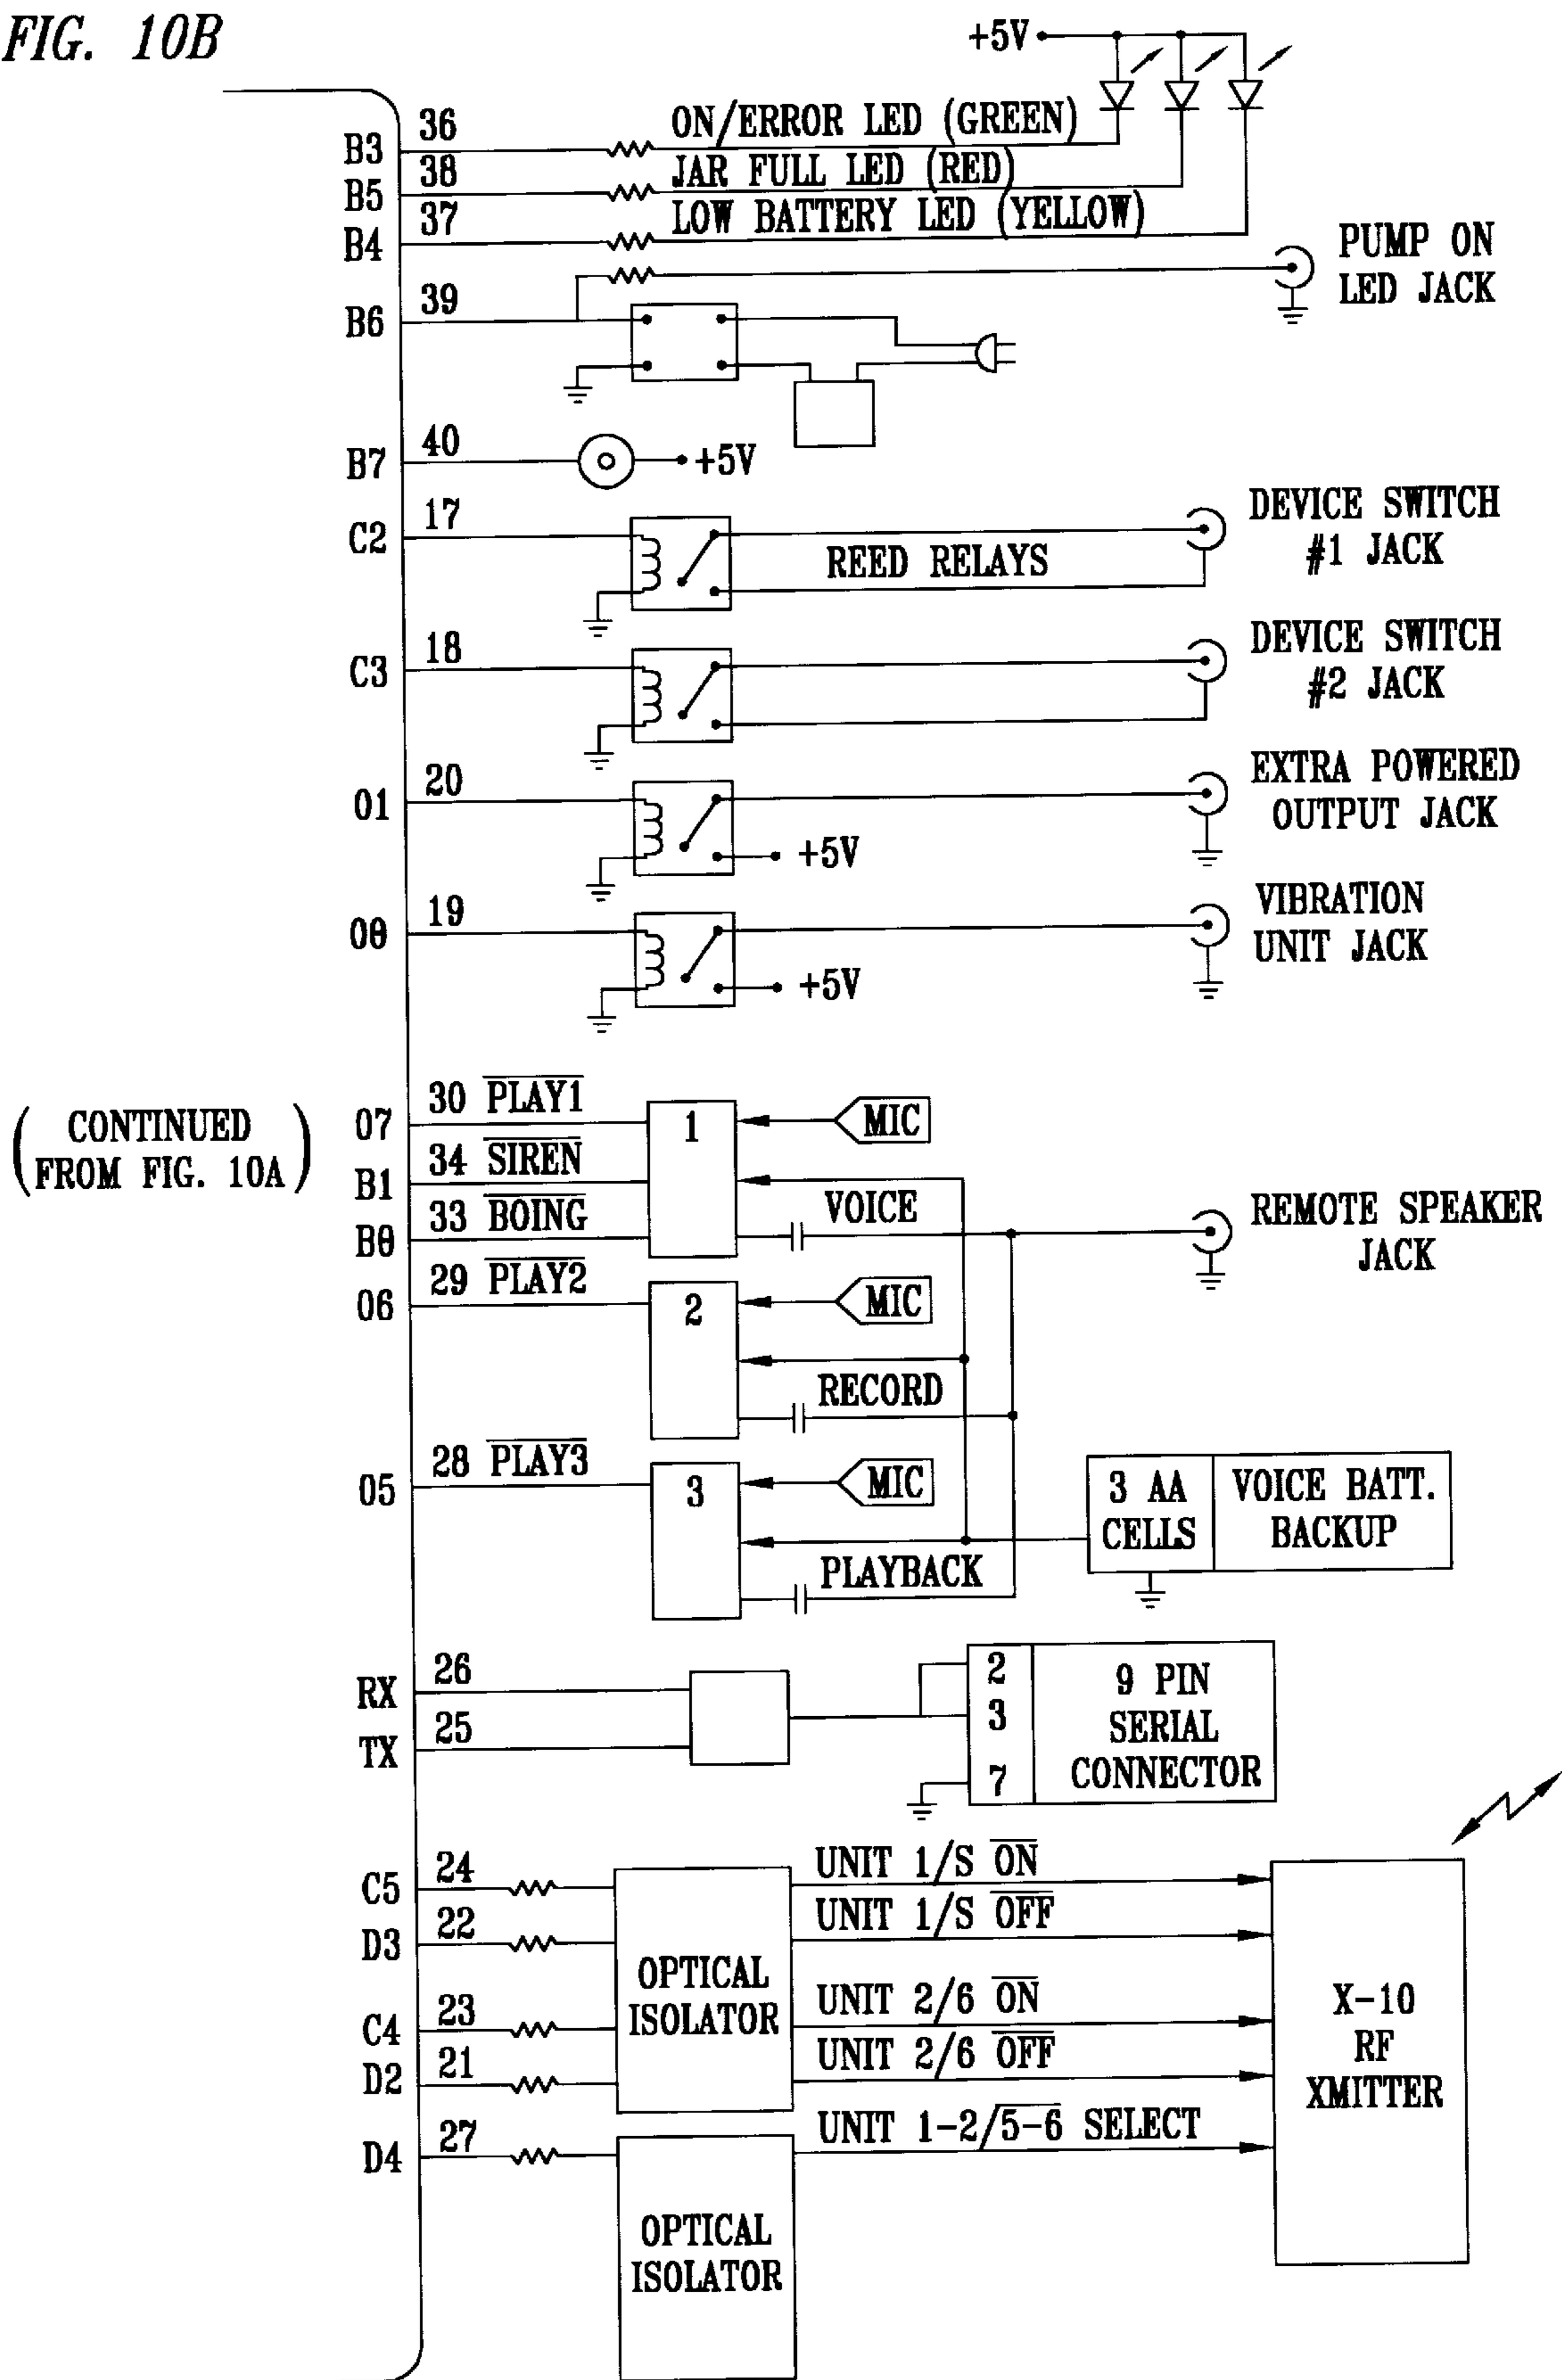 FIG. 10B
+5V
B3 36 ON/ERROR LED (GREEN)
B5 38 JAR FULL LED (RED)
B4 37 LOW BATTERY LED (YELLOW)
PUMP ON
LED JACK
B6 39
B7 40 +5V
C2 17
REED RELAYS
DEVICE SWITCH
#1 JACK
C3 18
DEVICE SWITCH
#2 JACK
O1 20
+5V
EXTRA POWERED
OUTPUT JACK
O0 19
+5V
VIBRATION
UNIT JACK
(CONTINUED
FROM FIG. 10A)
O7 30 PLAY1
1
MIC
B1 34 SIREN
B0 33 BOING
VOICE
REMOTE SPEAKER
JACK
O6 29 PLAY2
2
MIC
RECORD
O5 28 PLAY3
3
MIC
PLAYBACK
3 AA
CELLS
VOICE BATT.
BACKUP
RX 26
TX 25
2
3
7
9 PIN
SERIAL
CONNECTOR
C5 24
UNIT 1/S ON
D3 22
UNIT 1/S OFF
OPTICAL
ISOLATOR
C4 23
UNIT 2/6 ON
D2 21
UNIT 2/6 OFF
X-10
RF
XMITTER
D4 27
UNIT 1-2/5-6 SELECT
OPTICAL
ISOLATOR